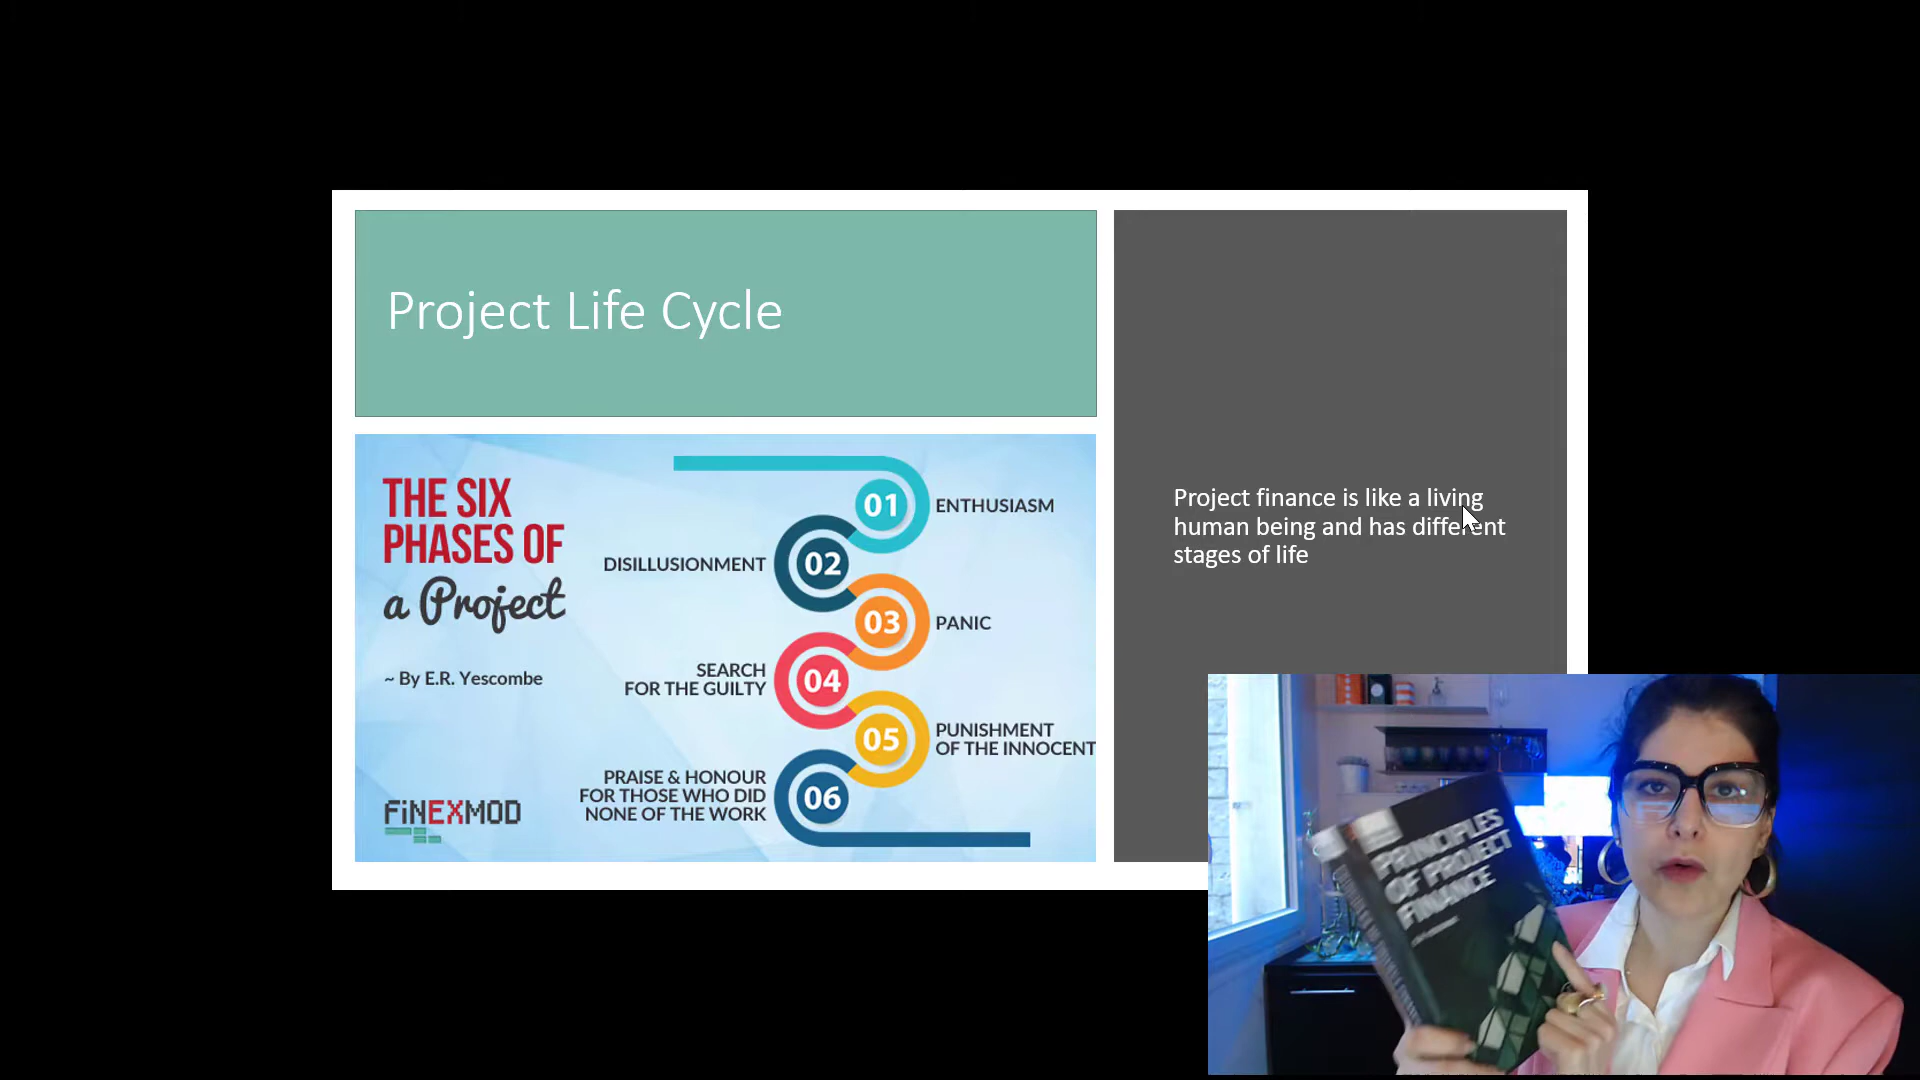 Project Life Cycle
THE SIX
PHASES OF
a Project
~ By E.R. Yescombe
FiNEXMOD
01
ENTHUSIASM
DISILLUSIONMENT
02
03
PANIC
SEARCH
FOR THE GUILTY
04
05
PUNISHMENT
OF THE INNOCENT
PRAISE & HONOUR
FOR THOSE WHO DID
NONE OF THE WORK
06
Project finance is like a living
human being and has different
stages of life
PRINCIPLES
OF PROJECT
FINANCE